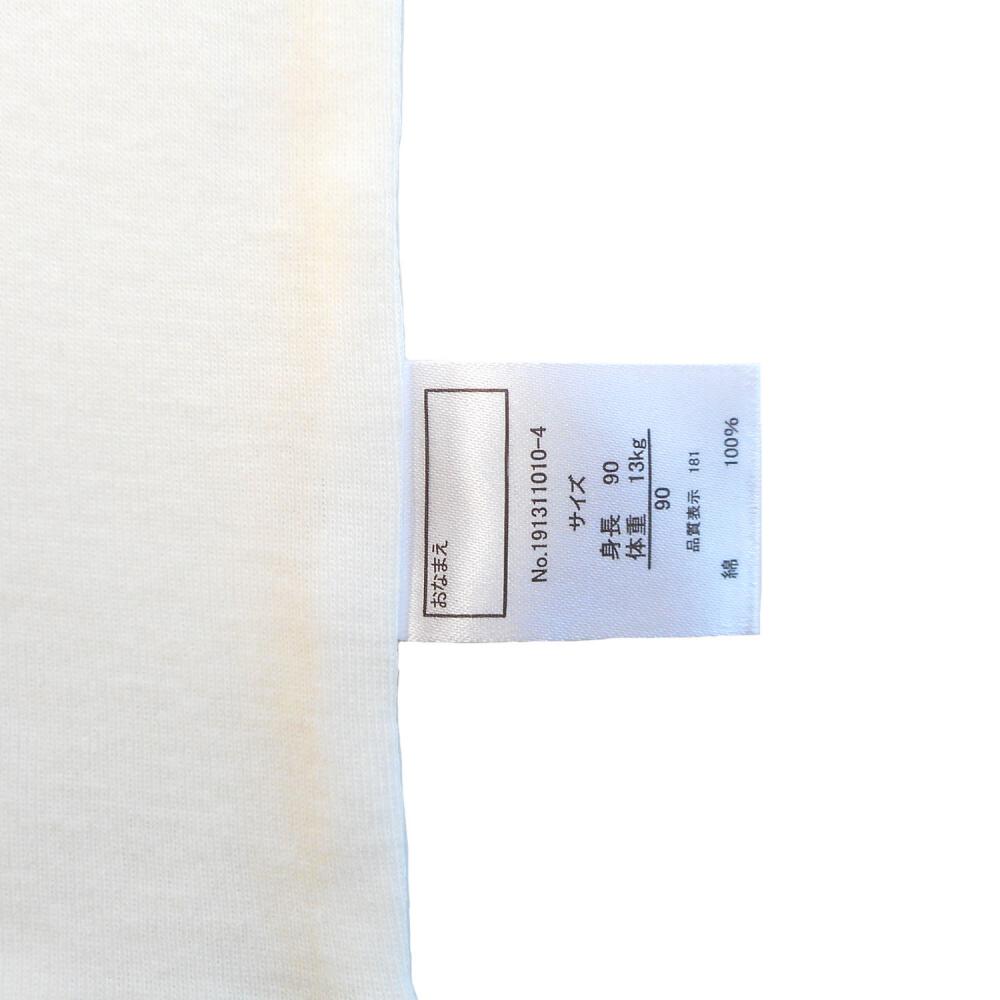 おなまえ
No.191311010-4
サイズ
身長 90
体重 13kg
90
品質表示 181
綿 100%